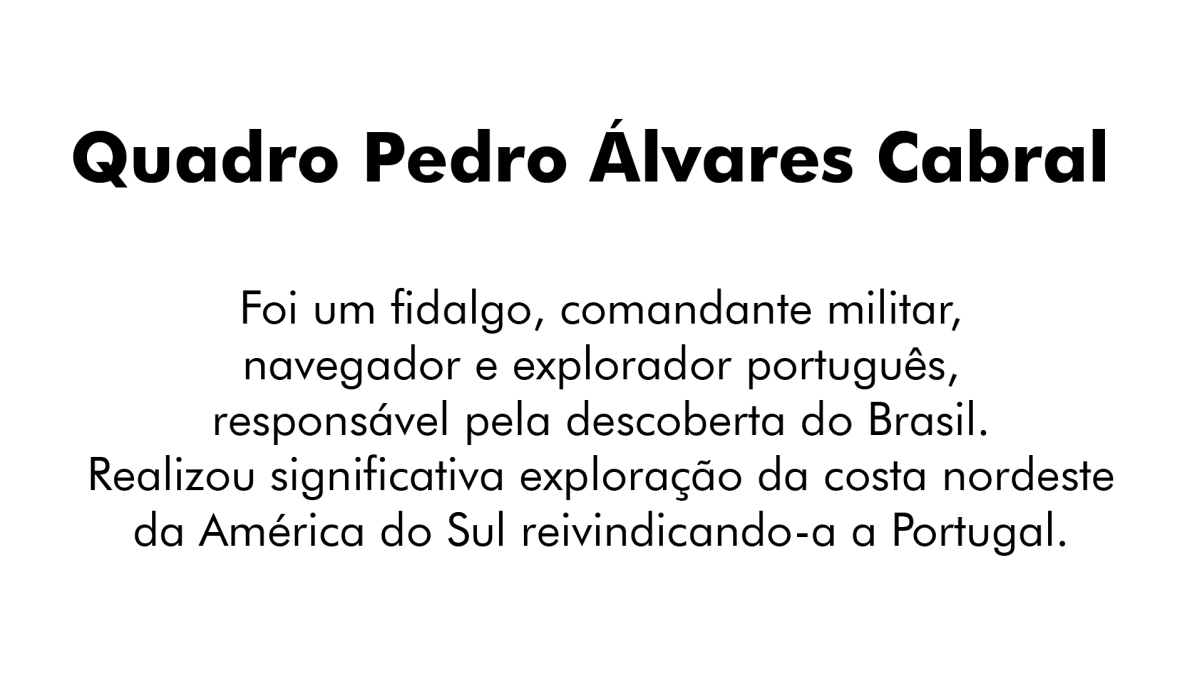 Quadro Pedro Álvares Cabral
Foi um fidalgo, comandante militar,
navegador e explorador português,
responsável pela descoberta do Brasil.
Realizou significativa exploração da costa nordeste
da América do Sul reivindicando-a a Portugal.